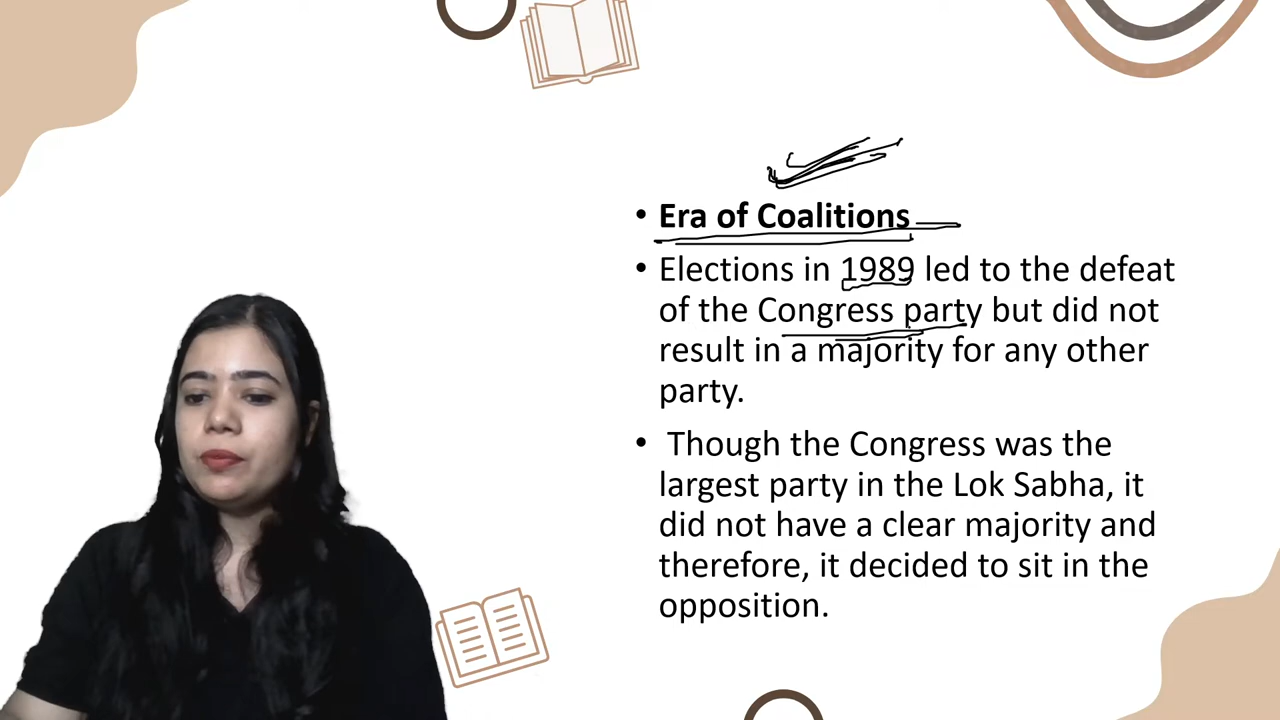 • Era of Coalitions
• Elections in 1989 led to the defeat
of the Congress party but did not
result in a majority for any other
party.
• Though the Congress was the
largest party in the Lok Sabha, it
did not have a clear majority and
therefore, it decided to sit in the
opposition.